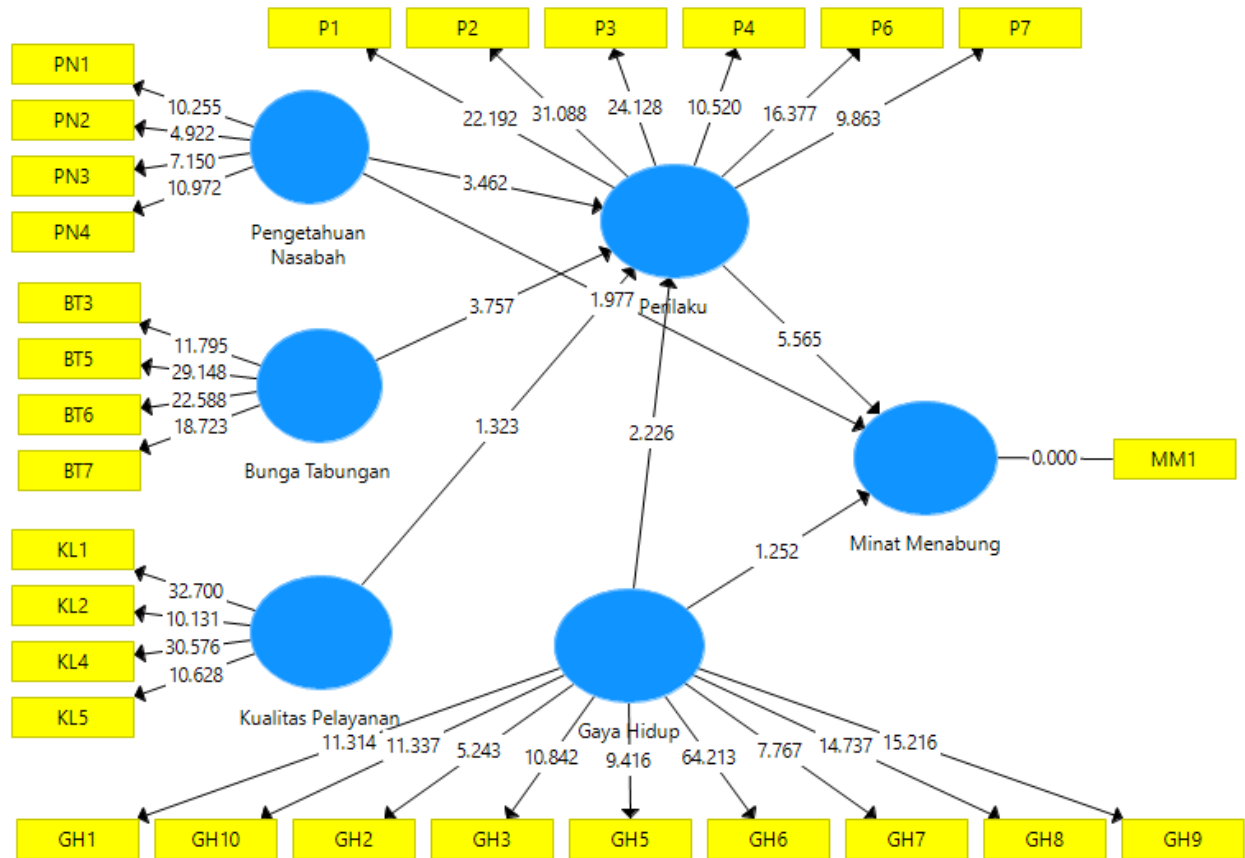 P1
P2
P3
P4
P6
P7
PN1
PN2
PN3
PN4
10.255
4.922
7.150
10.972
22.192
31.088
24.128
10.520
16.377
9.863
3.462
Pengetahuan
Nasabah
1.977
Perilaku
BT3
BT5
BT6
BT7
11.795
29.148
22.588
18.723
3.757
5.565
Bunga Tabungan
1.323
2.226
0.000
MM1
Minat Menabung
1.252
KL1
KL2
KL4
KL5
32.700
10.131
30.576
10.628
Kualitas Pelayanan
Gaya Hidup
11.314
11.337
5.243
10.842
9.416
64.213
7.767
14.737
15.216
GH1
GH10
GH2
GH3
GH5
GH6
GH7
GH8
GH9